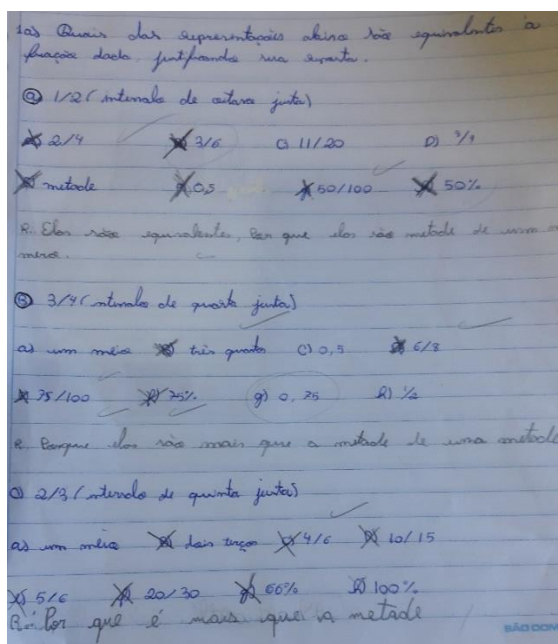 1a) Quais das representações abaixo são equivalentes à
fração dada, justificando sua resposta.
a) 1/2 (intervalo de oitava justa)
a) 2/4 b) 3/6 c) 11/20 d) /1
e) metade f) 0,5 g) 50/100 h) 50%
R. Elas são equivalentes, por que elas são metade de um
B) 3/4 (intervalo de quarta justa)
a) um meio b) três quartos c) 0,5 d) 6/8
e) 75/100 f) 75% g) 0,75 h) 1/2
R. Porque elas são mais que a metade de uma metade
c) 2/3 (intervalo de quinta justa)
a) um meio b) dois terços c) 4/6 d) 10/15
e) 5/6 f) 20/30 g) 66% h) 100%
R: Por que é mais que a metade
SÃO DOM